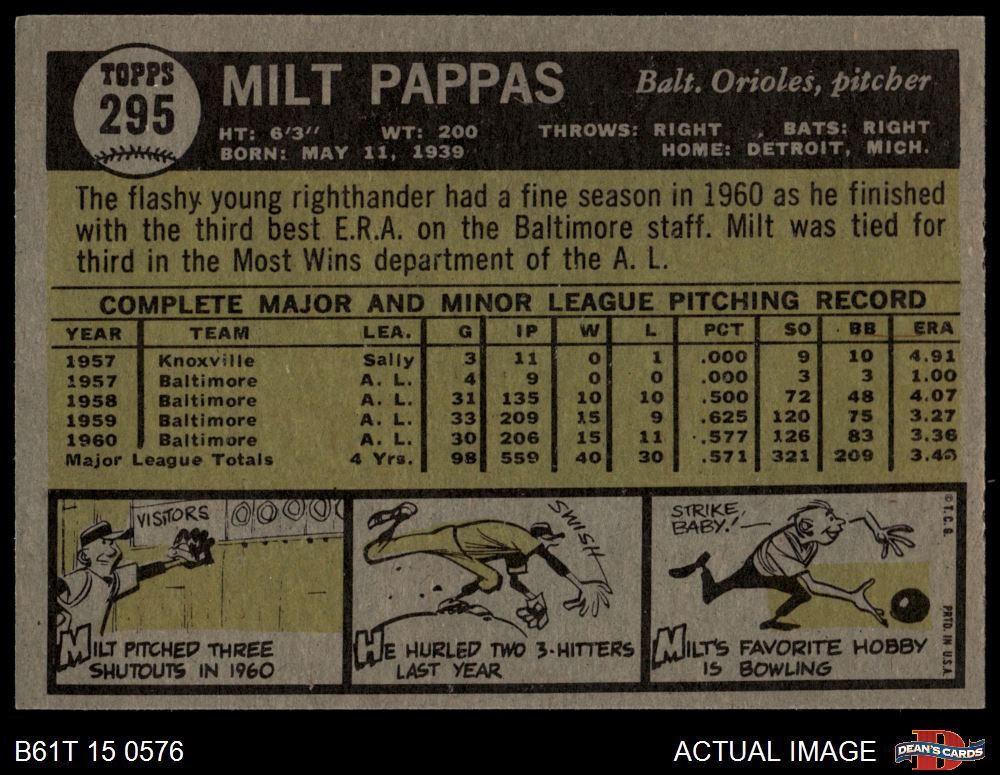 TOPPS
295
MILT PAPPAS
Balt. Orioles, pitcher
HT: 6'3" WT: 200 THROWS: RIGHT BATS: RIGHT
BORN: MAY 11, 1939 HOME: DETROIT, MICH.
The flashy young righthander had a fine season in 1960 as he finished
with the third best E.R.A. on the Baltimore staff. Milt was tied for
third in the Most Wins department of the A. L.
COMPLETE MAJOR AND MINOR LEAGUE PITCHING RECORD
YEAR TEAM LEA. G IP W L PCT SO BB ERA
1957 Knoxville Sally 3 11 0 1 .000 9 10 4.91
1957 Baltimore A. L. 4 9 0 0 .000 3 3 1.00
1958 Baltimore A. L. 31 135 10 10 .500 72 48 4.07
1959 Baltimore A. L. 33 209 15 9 .625 120 75 3.27
1960 Baltimore A. L. 30 206 15 11 .577 126 83 3.36
Major League Totals 4 Yrs. 98 559 40 30 .571 321 209
VISITORS 0 0 0 0 0
MILT PITCHED THREE
SHUTOUTS IN 1960
SWISH
HE HURLED TWO 3-HITTERS
LAST YEAR
STRIKE,
BABY!
MILT'S FAVORITE HOBBY
IS BOWLING
© T. C. G.
PRTD. IN U.S.A.
B61T 15 0576
ACTUAL IMAGE
DEAN'S CARDS